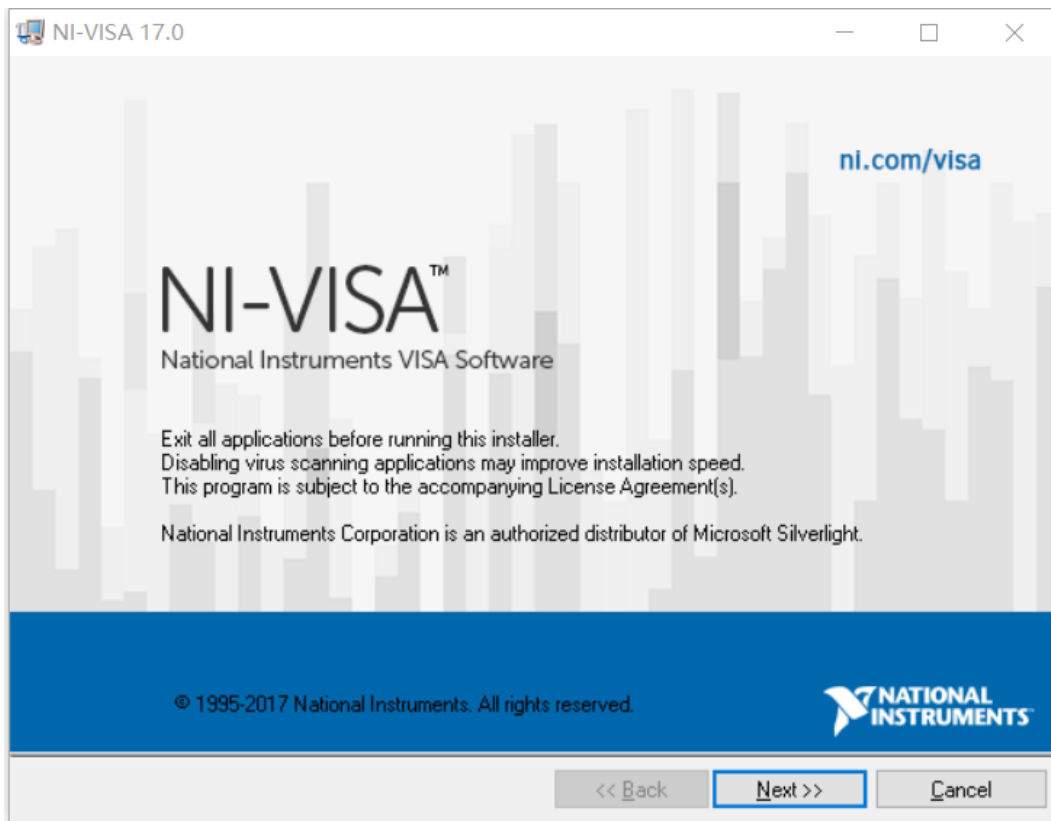 NI-VISA 17.0
ni.com/visa
NI-VISA™
National Instruments VISA Software
Exit all applications before running this installer.
Disabling virus scanning applications may improve installation speed.
This program is subject to the accompanying License Agreement(s).
National Instruments Corporation is an authorized distributor of Microsoft Silverlight.
© 1995-2017 National Instruments. All rights reserved.
NATIONAL
INSTRUMENTS™
<< Back
Next >>
Cancel